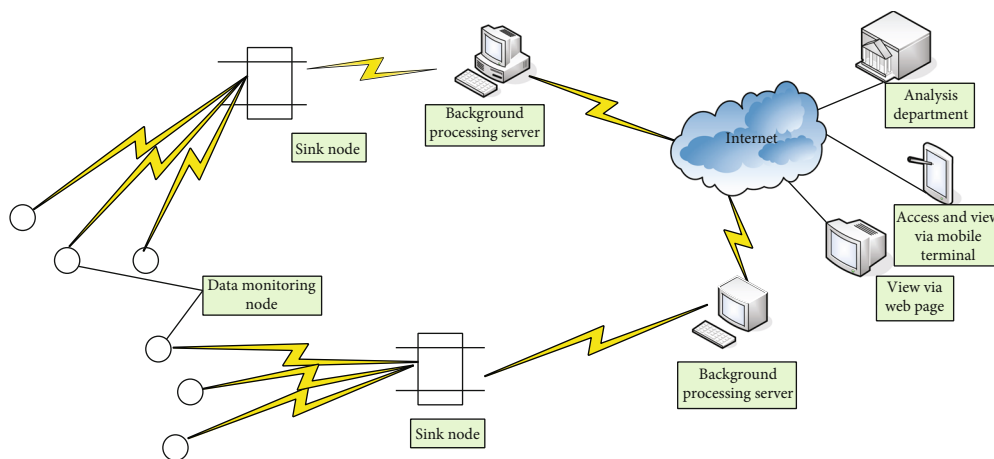 Background
processing server
Sink node
Internet
Analysis
department
Access and view
via mobile
terminal
View via
web page
Data monitoring
node
Background
processing server
Sink node